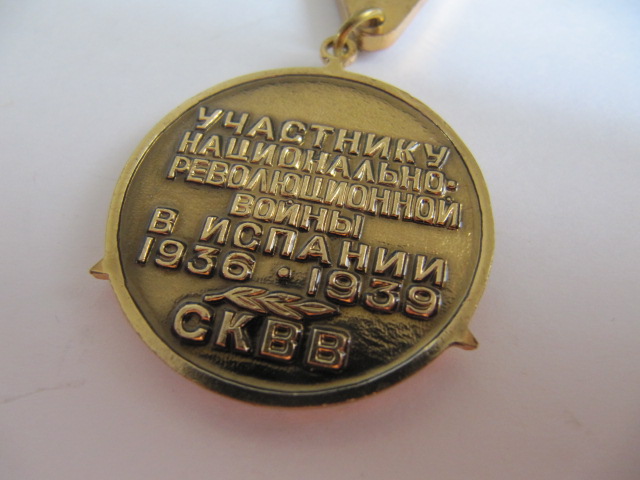 УЧАСТНИКУ
НАЦИОНАЛЬНО-
РЕВОЛЮЦИОННОЙ
ВОЙНЫ
В ИСПАНИИ
1936 • 1939
СКВВ